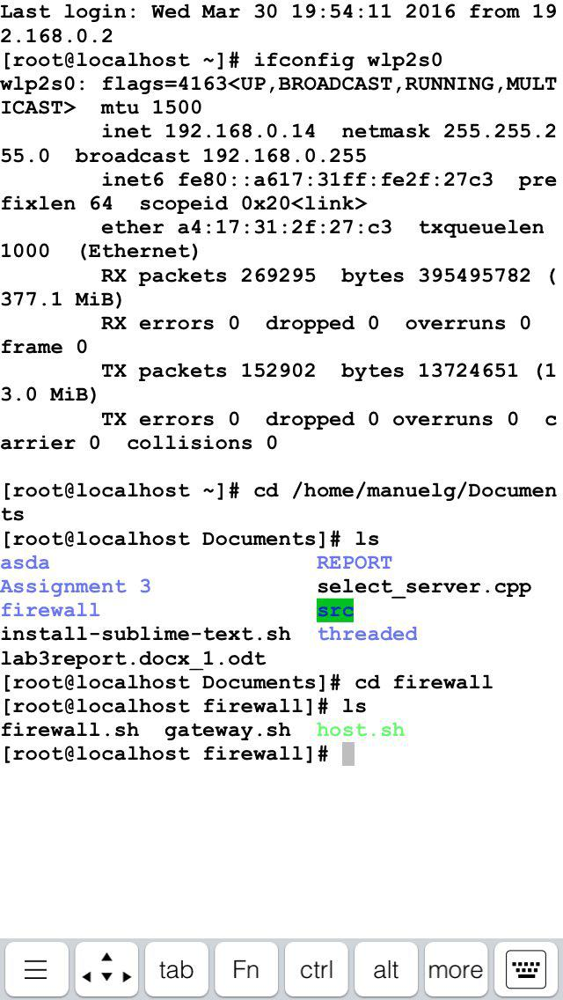 Last login: Wed Mar 30 19:54:11 2016 from 19
2.168.0.2
[root@localhost ~]# ifconfig wlp2s0
wlp2s0: flags=4163<UP,BROADCAST,RUNNING,MULT
ICAST>  mtu 1500
        inet 192.168.0.14  netmask 255.255.2
55.0  broadcast 192.168.0.255
        inet6 fe80::a617:31ff:fe2f:27c3  pre
fixlen 64  scopeid 0x20<link>
        ether a4:17:31:2f:27:c3  txqueuelen
1000  (Ethernet)
        RX packets 269295  bytes 395495782 (
377.1 MiB)
        RX errors 0  dropped 0  overruns 0
frame 0
        TX packets 152902  bytes 13724651 (1
3.0 MiB)
        TX errors 0  dropped 0 overruns 0  c
arrier 0  collisions 0
[root@localhost ~]# cd /home/manuelg/Documen
ts
[root@localhost Documents]# ls
asda                     REPORT
Assignment 3             select_server.cpp
firewall                 src
install-sublime-text.sh  threaded
lab3report.docx_1.odt
[root@localhost Documents]# cd firewall
[root@localhost firewall]# ls
firewall.sh  gateway.sh  host.sh
[root@localhost firewall]#
tab Fn ctrl alt more